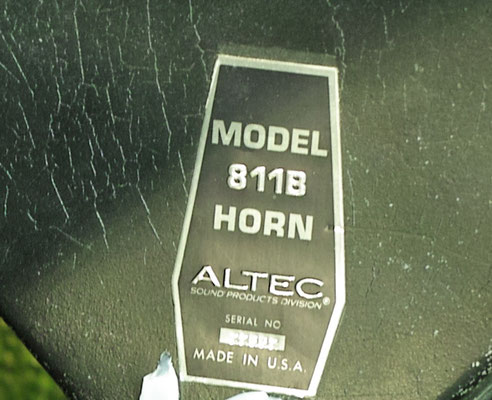 MODEL
811B
HORN
ALTEC
SOUND PRODUCTS DIVISION®
SERIAL NO
MADE IN U.S.A.